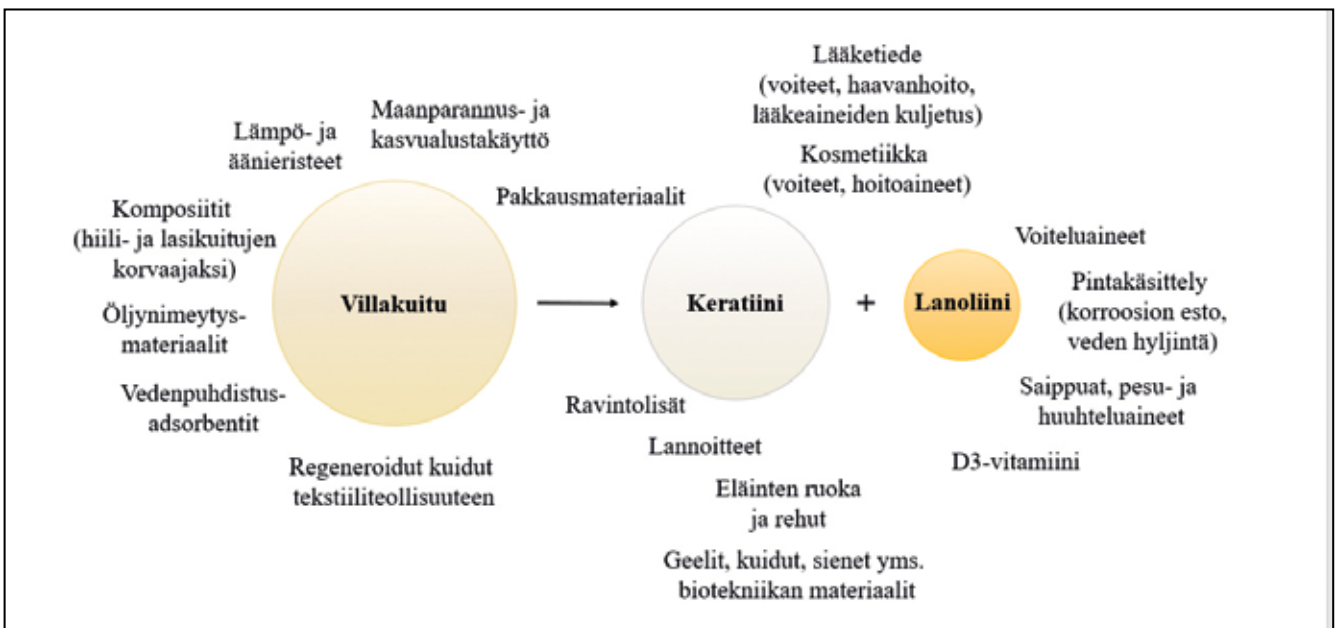 Lääketiede
(voiteet, haavanhoito,
lääkeaineiden kuljetus)
Maanparannus- ja
kasvualustakäyttö
Lämpö- ja
äänieristeet
Kosmetiikka
(voiteet, hoitoaineet)
Pakkausmateriaalit
Komposiitit
(hiili- ja lasikuitujen
korvaajaksi)
Voiteluaineet
Pintakäsittely
(korroosion esto,
veden hyljintä)
Villakuitu
Keratiini
+
Lanoliini
Öljynimeytys-
materiaalit
Vedenpuhdistus-
adsorbentit
Saippuat, pesu- ja
huuhteluaineet
Ravintolisät
Lannoitteet
D3-vitamiini
Regeneroidut kuidut
tekstiiliteollisuuteen
Eläinten ruoka
ja rehut
Geelit, kuidut, sienet yms.
biotekniikan materiaalit